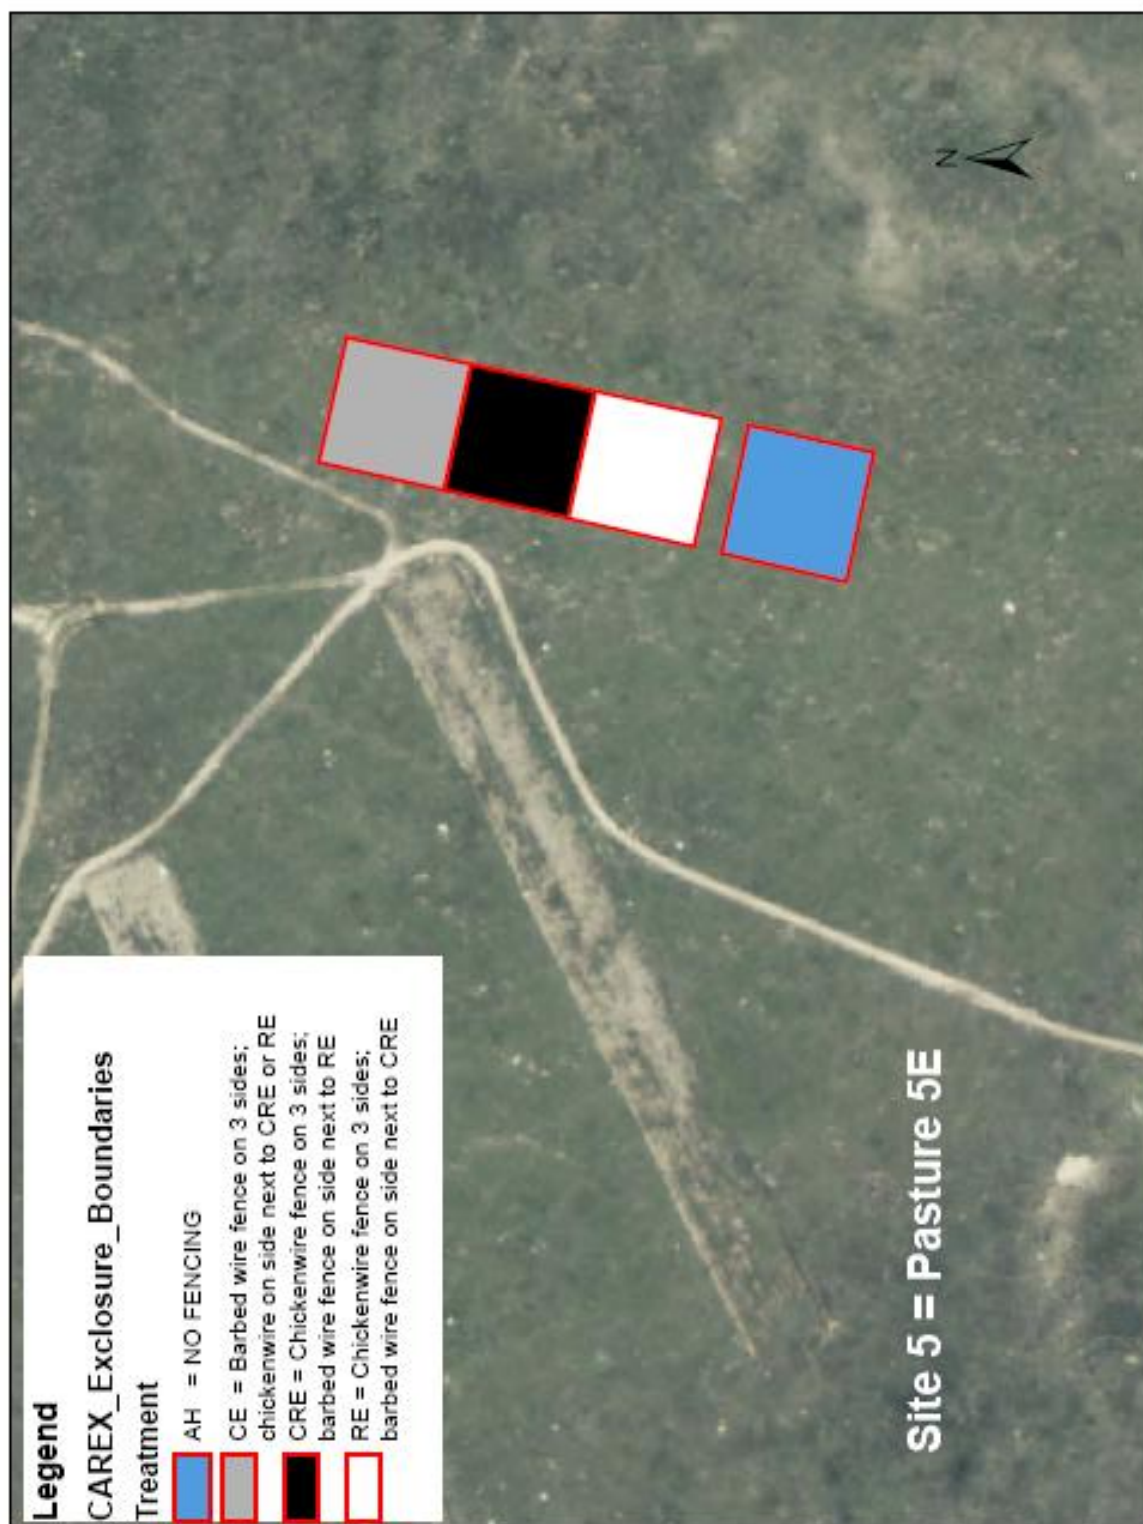 Legend
CAREX_Exclosure_Boundaries
Treatment
AH = NO FENCING
CE = Barbed wire fence on 3 sides;
chickenwire on side next to CRE or RE
CRE = Chickenwire fence on 3 sides;
barbed wire fence on side next to RE
RE = Chickenwire fence on 3 sides;
barbed wire fence on side next to CRE
Site 5 = Pasture 5E
N